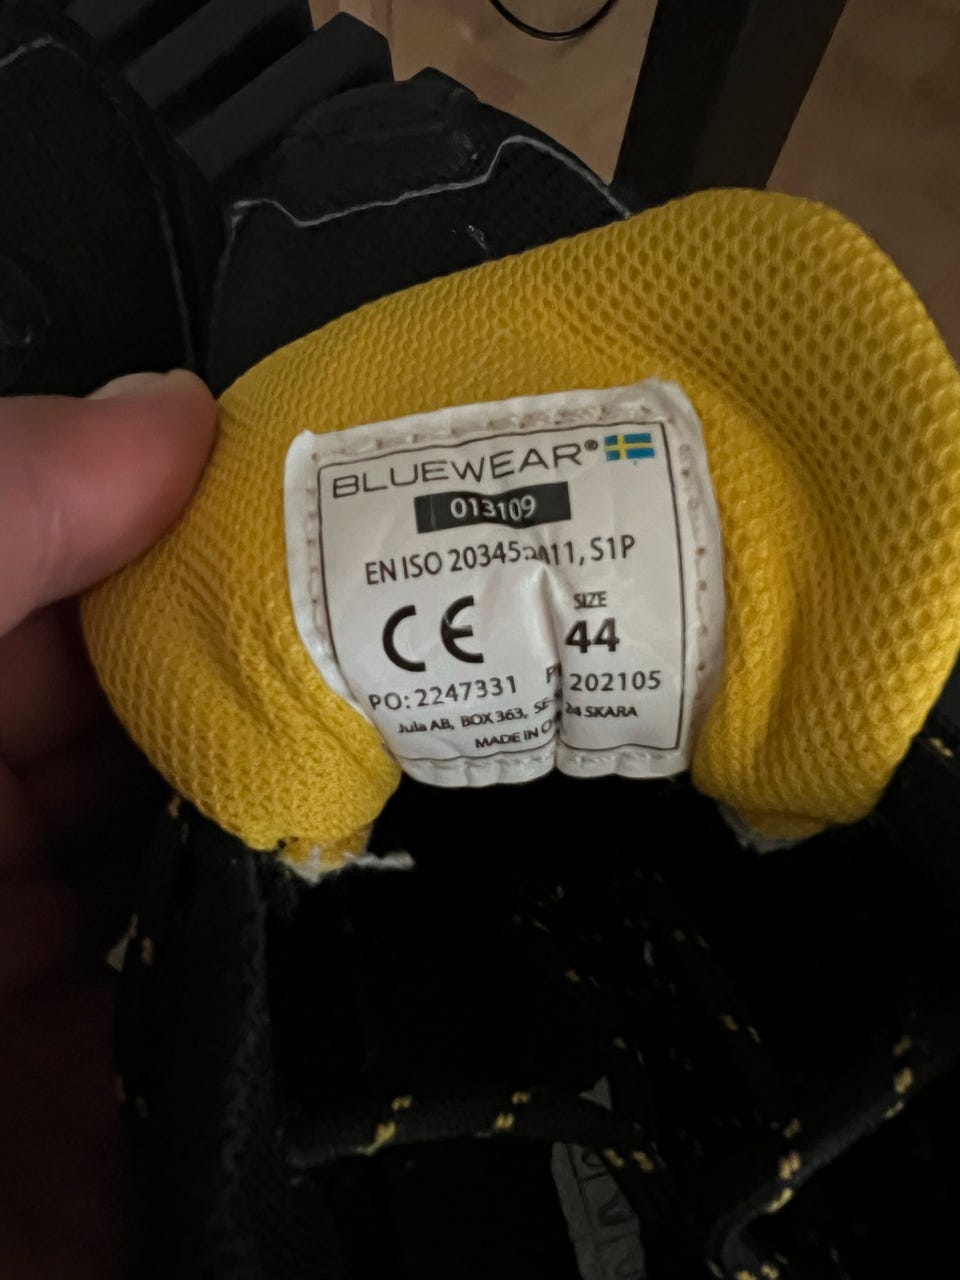 BLUEWEAR®
013109
EN ISO 20345:2011, S1P
CE
SIZE
44
PO: 2247331
202105
Jula AB, BOX 363, SKARA
MADE IN